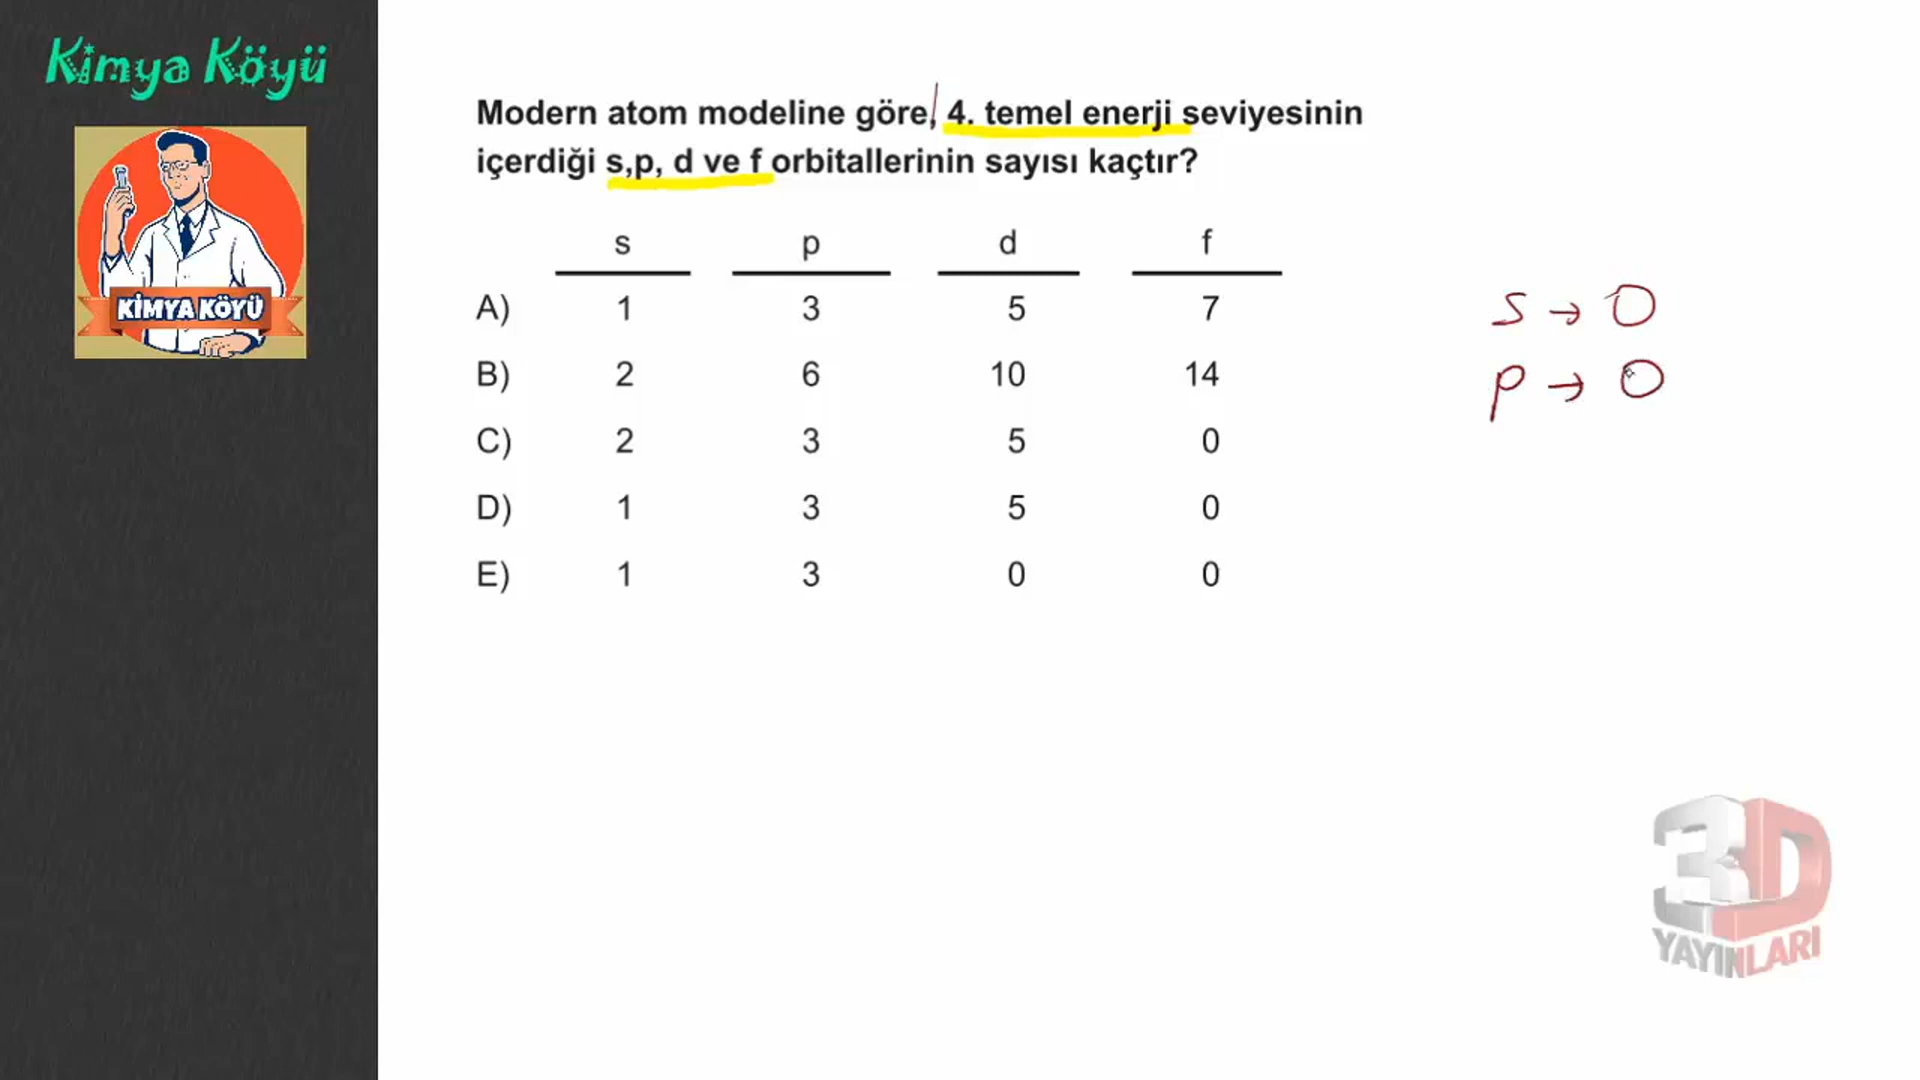 Kimya Köyü
KİMYA KÖYÜ
Modern atom modeline göre, 4. temel enerji seviyesinin
içerdiği s,p, d ve f orbitallerinin sayısı kaçtır?
s p d f
A) 1 3 5 7
B) 2 6 10 14
C) 2 3 5 0
D) 1 3 5 0
E) 1 3 0 0
s → O
p → O
3D
YAYINLARI